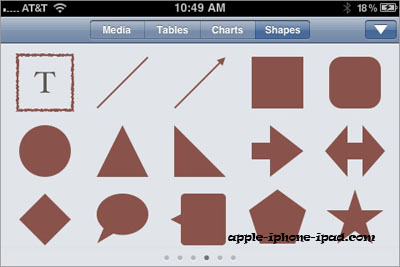 AT&T 10:49 AM 18%
Media Tables Charts Shapes
T
apple-iphone-ipad.com